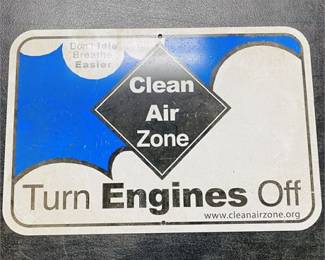 Don't Idle
Breathe
Easier
Clean
Air
Zone
Turn Engines Off
www.cleanairzone.org